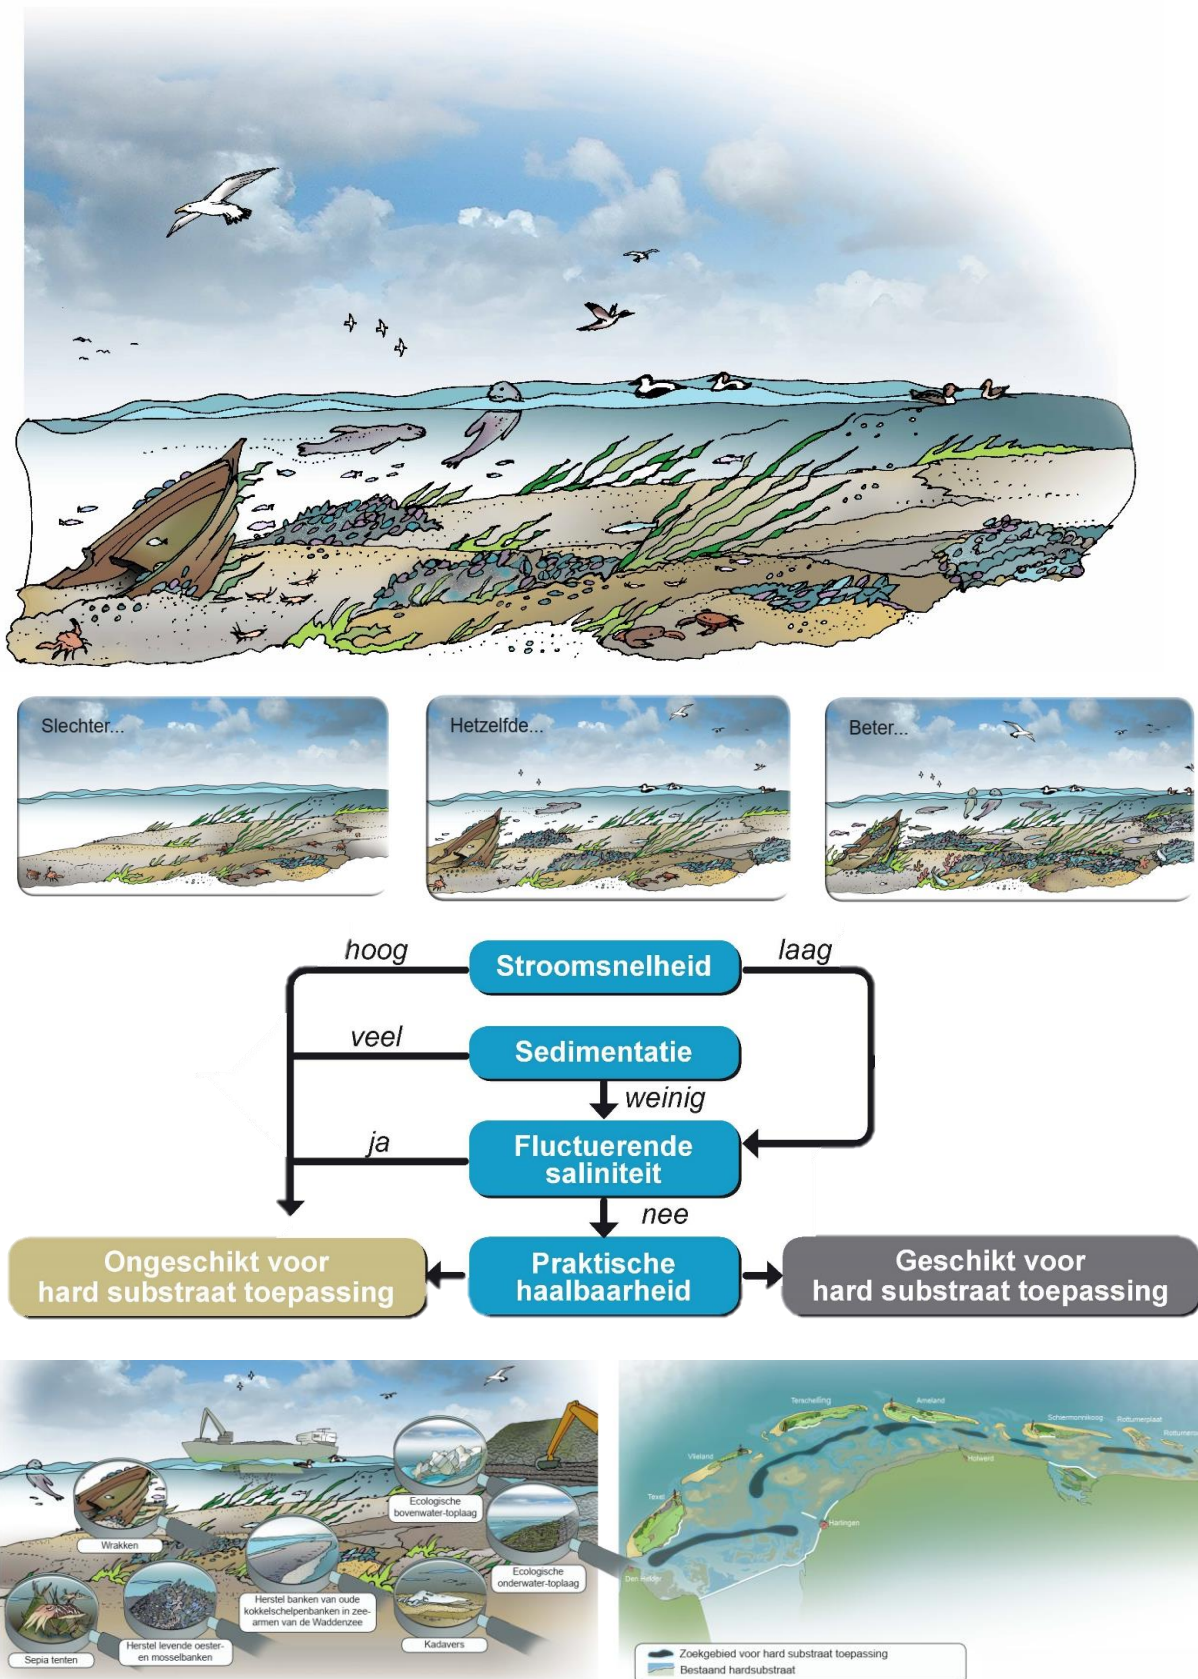 Slechter...
Hetzelfde...
Beter...
hoog
Stroomsnelheid
laag
veel
Sedimentatie
weinig
ja
Fluctuerende
saliniteit
nee
Ongeschikt voor
hard substraat toepassing
Praktische
haalbaarheid
Geschikt voor
hard substraat toepassing
Wrakken
Ecologische
bovenwater-toplaag
Ecologische
onderwater-toplaag
Herstel banken van oude
kokkelschelpenbanken in zee-
armen van de Waddenzee
Sepia tenten
Herstel levende oester-
en mosselbanken
Kadavers
Terschelling
Ameland
Schiermonnikoog
Rottumerplaat
Vlieland
Holwerd
Texel
Harlingen
Den Helder
Zoekgebied voor hard substraat toepassing
Bestaand hardsubstraat